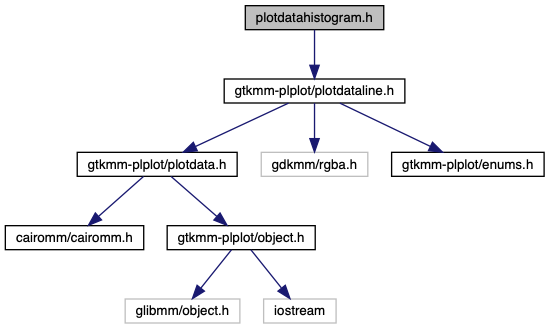 plotdatahistogram.h
gtkmm-plplot/plotdataline.h
gtkmm-plplot/plotdata.h
gdkmm/rgba.h
gtkmm-plplot/enums.h
cairomm/cairomm.h
gtkmm-plplot/object.h
glibmm/object.h
iostream